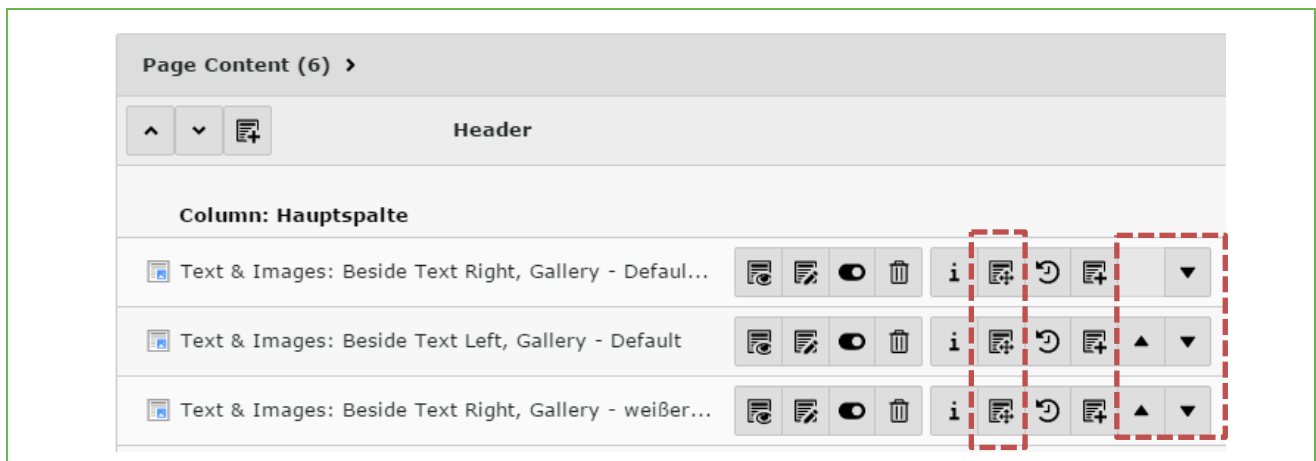 Page Content (6)
Header
Column: Hauptspalte
Text & Images: Beside Text Right, Gallery - Defaul...
Text & Images: Beside Text Left, Gallery - Default
Text & Images: Beside Text Right, Gallery - weißer...